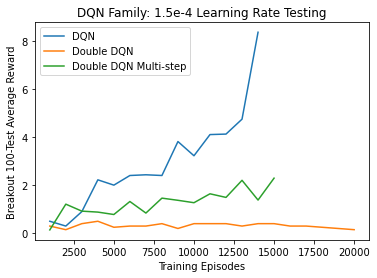 DQN Family: 1.5e-4 Learning Rate Testing
DQN
Double DQN
Double DQN Multi-step
Breakout 100-Test Average Reward
8
6
4
2
0
2500 5000 7500 10000 12500 15000 17500 20000
Training Episodes